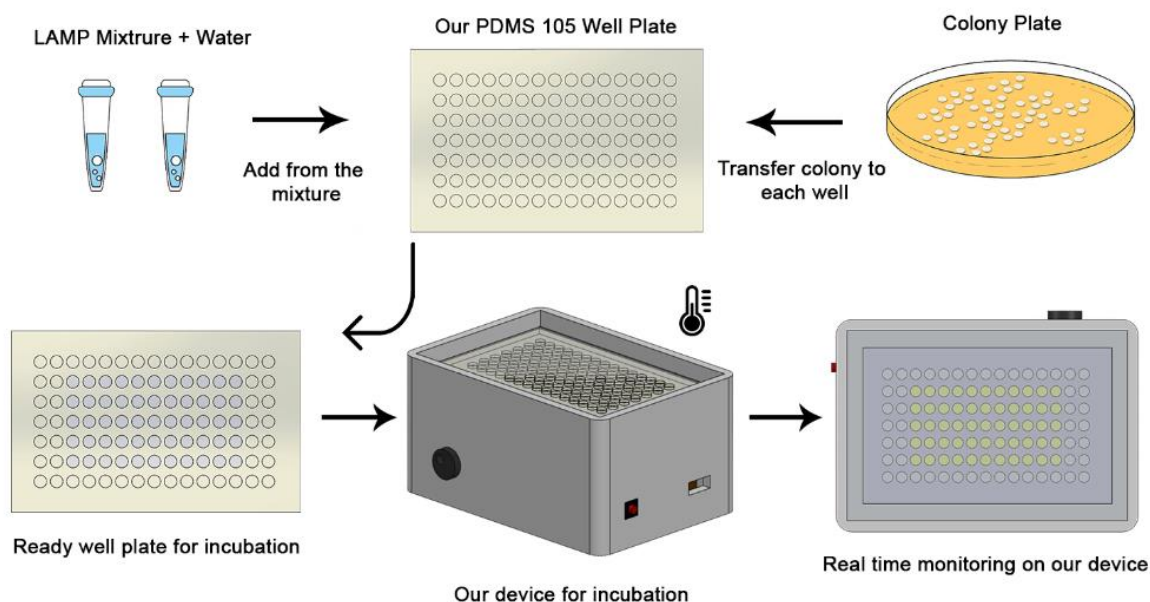 LAMP Mixtrure + Water
Our PDMS 105 Well Plate
Colony Plate
Add from the
mixture
Transfer colony to
each well
Ready well plate for incubation
Our device for incubation
Real time monitoring on our device